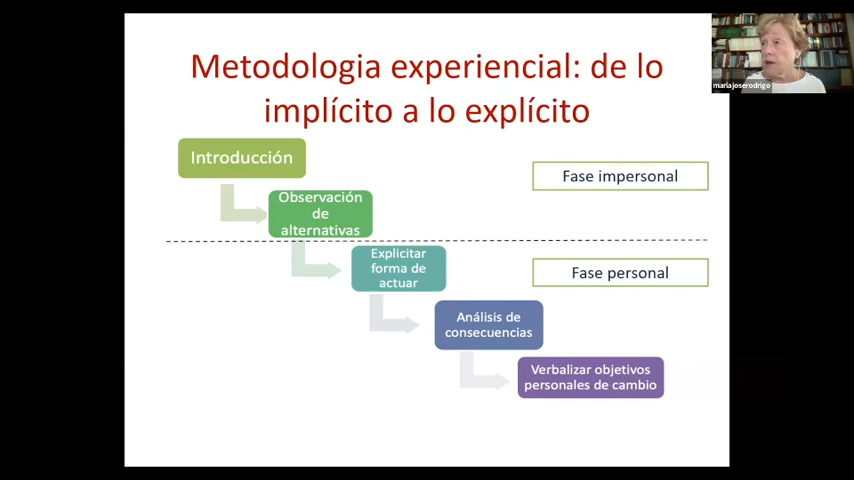 Metodologia experiencial: de lo
implícito a lo explícito
mariajoserodrigo
Introducción
Fase impersonal
Observación
de
alternativas
Explicitar
forma de
actuar
Fase personal
Análisis de
consecuencias
Verbalizar objetivos
personales de cambio